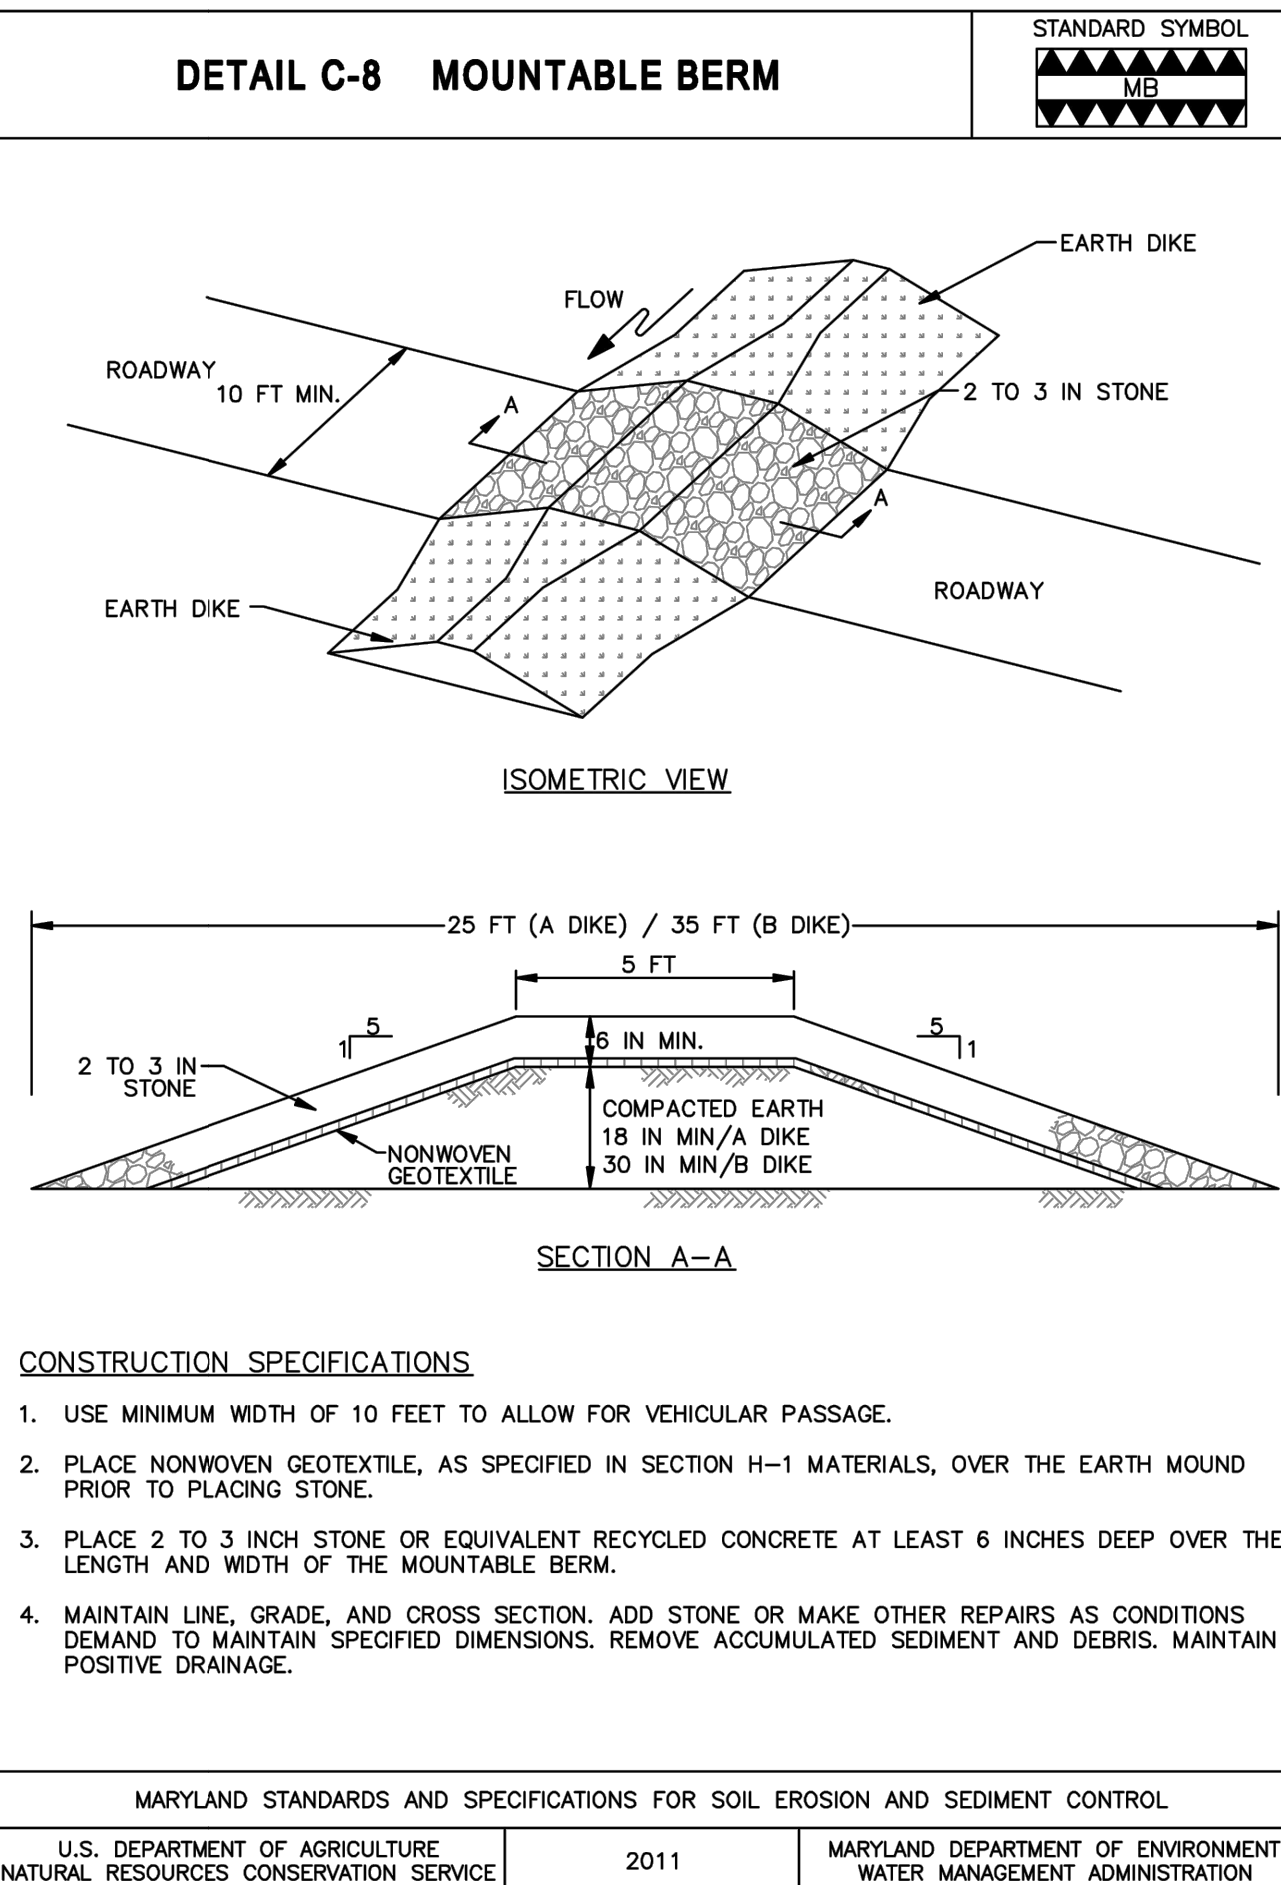 DETAIL C-8 MOUNTABLE BERM
STANDARD SYMBOL
MB
EARTH DIKE
FLOW
ROADWAY
10 FT MIN.
A
2 TO 3 IN STONE
A
ROADWAY
EARTH DIKE
ISOMETRIC VIEW
25 FT (A DIKE) / 35 FT (B DIKE)
5 FT
5
1
6 IN MIN.
5
1
2 TO 3 IN
STONE
COMPACTED EARTH
18 IN MIN/A DIKE
30 IN MIN/B DIKE
NONWOVEN
GEOTEXTILE
SECTION A-A
CONSTRUCTION SPECIFICATIONS
1. USE MINIMUM WIDTH OF 10 FEET TO ALLOW FOR VEHICULAR PASSAGE.
2. PLACE NONWOVEN GEOTEXTILE, AS SPECIFIED IN SECTION H-1 MATERIALS, OVER THE EARTH MOUND
PRIOR TO PLACING STONE.
3. PLACE 2 TO 3 INCH STONE OR EQUIVALENT RECYCLED CONCRETE AT LEAST 6 INCHES DEEP OVER THE
LENGTH AND WIDTH OF THE MOUNTABLE BERM.
4. MAINTAIN LINE, GRADE, AND CROSS SECTION. ADD STONE OR MAKE OTHER REPAIRS AS CONDITIONS
DEMAND TO MAINTAIN SPECIFIED DIMENSIONS. REMOVE ACCUMULATED SEDIMENT AND DEBRIS. MAINTAIN
POSITIVE DRAINAGE.
MARYLAND STANDARDS AND SPECIFICATIONS FOR SOIL EROSION AND SEDIMENT CONTROL
U.S. DEPARTMENT OF AGRICULTURE
NATURAL RESOURCES CONSERVATION SERVICE
2011
MARYLAND DEPARTMENT OF ENVIRONMENT
WATER MANAGEMENT ADMINISTRATION